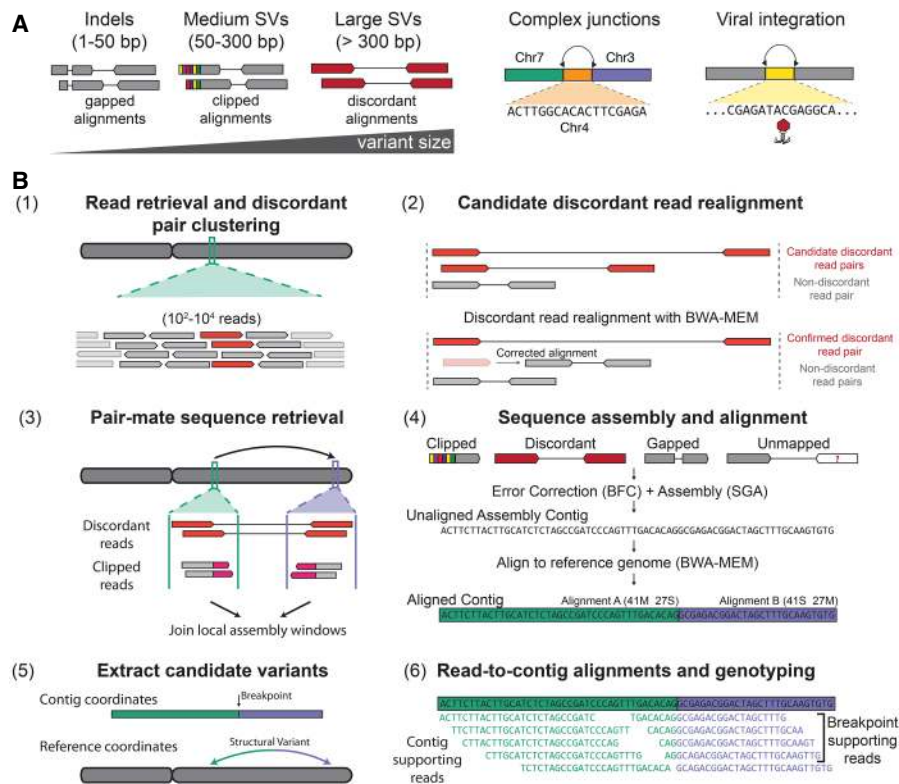 A
Indels
(1-50 bp)
gapped
alignments
Medium SVs
(50-300 bp)
clipped
alignments
Large SVs
(> 300 bp)
discordant
alignments
variant size
Complex junctions
Chr7
Chr3
ACTTGGCACACTTCGAGA
Chr4
Viral integration
...CGAGATACGAGGCA...
B
(1)
Read retrieval and discordant
pair clustering
(10²-10⁴ reads)
(2)
Candidate discordant read realignment
Candidate discordant
read pairs
Non-discordant
read pair
Discordant read realignment with BWA-MEM
Confirmed discordant
read pair
Corrected alignment
Non-discordant
read pairs
(3)
Pair-mate sequence retrieval
Discordant
reads
Clipped
reads
Join local assembly windows
(4)
Sequence assembly and alignment
Clipped
Discordant
Gapped
Unmapped
?
Error Correction (BFC) + Assembly (SGA)
Unaligned Assembly Contig
ACTTCTTACTTGCATCTCTAGCCGATCCCAGTTTGACACAGGCGAGACGGACTAGCTTTGCAAGTGTG
Align to reference genome (BWA-MEM)
Aligned Contig
Alignment A (41M 27S)
Alignment B (41S 27M)
ACTTCTTACTTGCATCTCTAGCCGATCCCAGTTTGACACAGGCGAGACGGACTAGCTTTGCAAGTGTG
(5)
Extract candidate variants
Contig coordinates
Breakpoint
Reference coordinates
Structural Variant
(6)
Read-to-contig alignments and genotyping
ACTTCTTACTTGCATCTCTAGCCGATCCCAGTTTGACACAGGCGAGACGGACTAGCTTTGCAAGTGTG
ACTTCTTACTTGCATCTCTAGCCGATC TGACACAGGCGAGACGGACTAGCTTTG
TTCTTACTTGCATCTCTAGCCGATCCCAGTT CACAGGCGAGACGGACTAGCTTTGCAA
CTTACTTGCATCTCTAGCCGATCCCAG CAGGCGAGACGGACTAGCTTTGCAAGT
CTTGCATCTCTAGCCGATCCCAGTTTG AGGCGAGACGGACTAGCTTTGCAAGTTG
TCTCTAGCCGATCCCAGTTTGACACA GGCGAGACGGACTAGCTTTGCAAGTGTG
Contig
supporting
reads
Breakpoint
supporting
reads